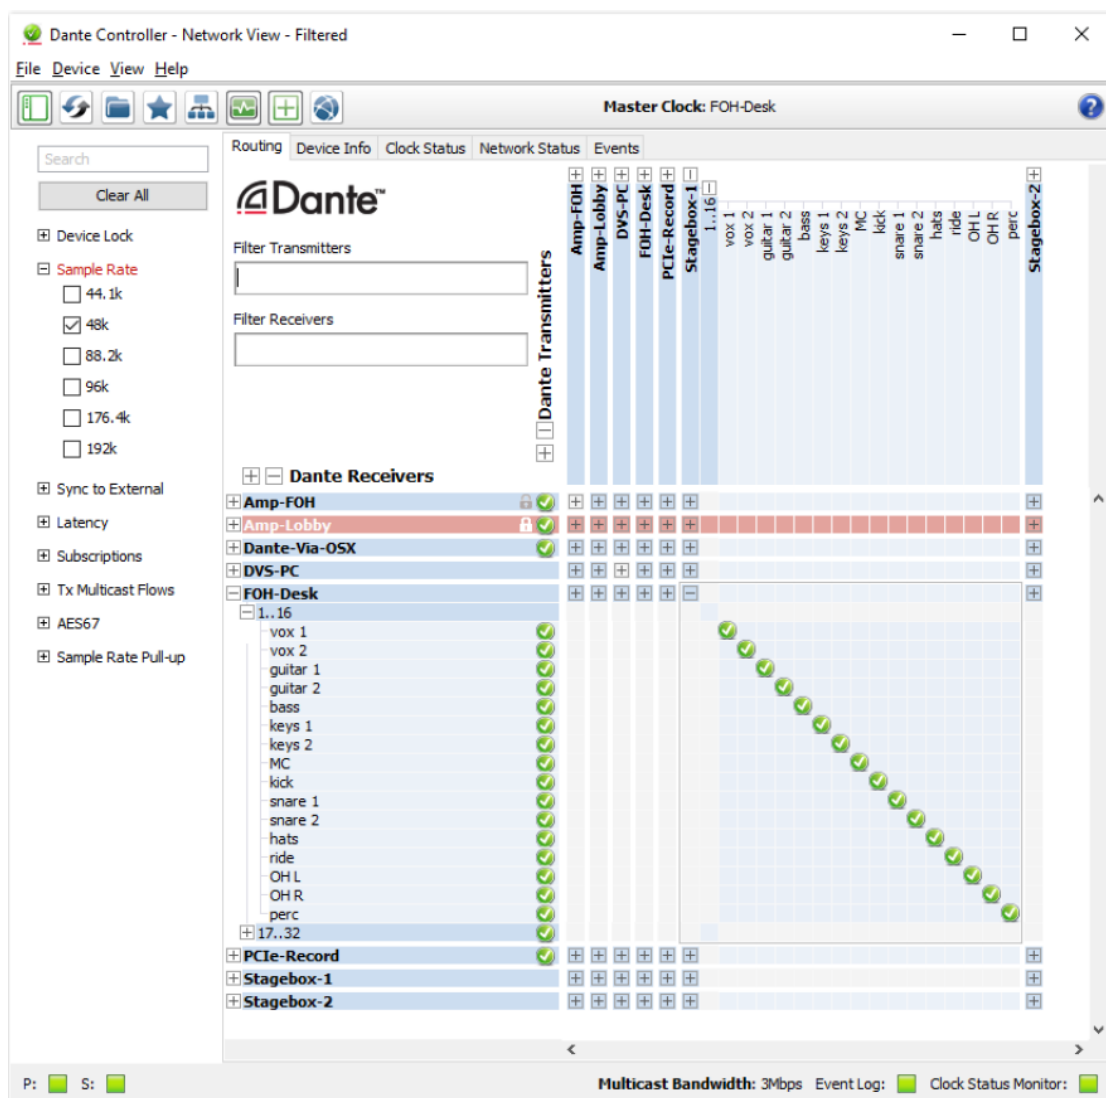 Dante Controller - Network View - Filtered
File Device View Help
Master Clock: FOH-Desk
Search
Clear All
Device Lock
Sample Rate
44.1k
48k
88.2k
96k
176.4k
192k
Sync to External
Latency
Subscriptions
Tx Multicast Flows
AES67
Sample Rate Pull-up
Routing Device Info Clock Status Network Status Events
Dante™
Filter Transmitters
Filter Receivers
Dante Transmitters
Amp-FOH
Amp-Lobby
DVS-PC
FOH-Desk
PCIe-Record
Stagebox-1
1..16
vox 1
vox 2
guitar 1
guitar 2
bass
keys 1
keys 2
MC
kick
snare 1
snare 2
hats
ride
OH L
OH R
perc
Stagebox-2
Dante Receivers
Amp-FOH
Amp-Lobby
Dante-Via-OSX
DVS-PC
FOH-Desk
1..16
vox 1
vox 2
guitar 1
guitar 2
bass
keys 1
keys 2
MC
kick
snare 1
snare 2
hats
ride
OH L
OH R
perc
17..32
PCIe-Record
Stagebox-1
Stagebox-2
P: S: Multicast Bandwidth: 3Mbps Event Log: Clock Status Monitor: